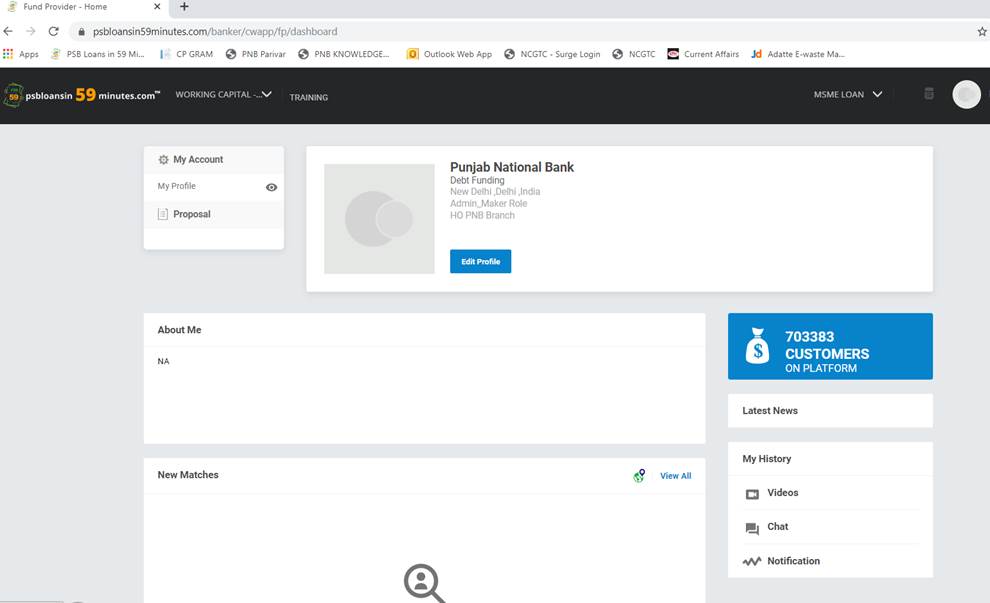 Fund Provider - Home
psbloansin59minutes.com/banker/cwapp/fp/dashboard
Apps PSB Loans in 59 Mi... CP GRAM PNB Parivar PNB KNOWLEDGE... Outlook Web App NCGTC - Surge Login NCGTC Current Affairs Jd Adatte E-waste Ma...
59 psbloansin 59 minutes.com™ WORKING CAPITAL -... TRAINING MSME LOAN
My Account
My Profile
Proposal
Punjab National Bank
Debt Funding
New Delhi ,Delhi ,India
Admin_Maker Role
HO PNB Branch
Edit Profile
About Me
NA
703383
CUSTOMERS
ON PLATFORM
Latest News
New Matches View All
My History
Videos
Chat
Notification